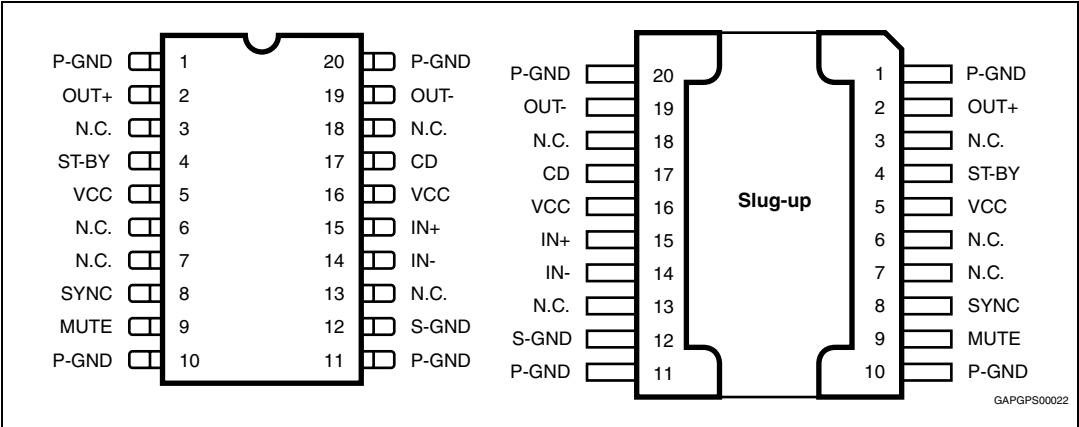 P-GND 1 20 P-GND
OUT+ 2 19 OUT-
N.C. 3 18 N.C.
ST-BY 4 17 CD
VCC 5 16 VCC
N.C. 6 15 IN+
N.C. 7 14 IN-
SYNC 8 13 N.C.
MUTE 9 12 S-GND
P-GND 10 11 P-GND
P-GND 20 1 P-GND
OUT- 19 2 OUT+
N.C. 18 3 N.C.
CD 17 4 ST-BY
VCC 16 Slug-up 5 VCC
IN+ 15 6 N.C.
IN- 14 7 N.C.
N.C. 13 8 SYNC
S-GND 12 9 MUTE
P-GND 11 10 P-GND
GAPGPS00022